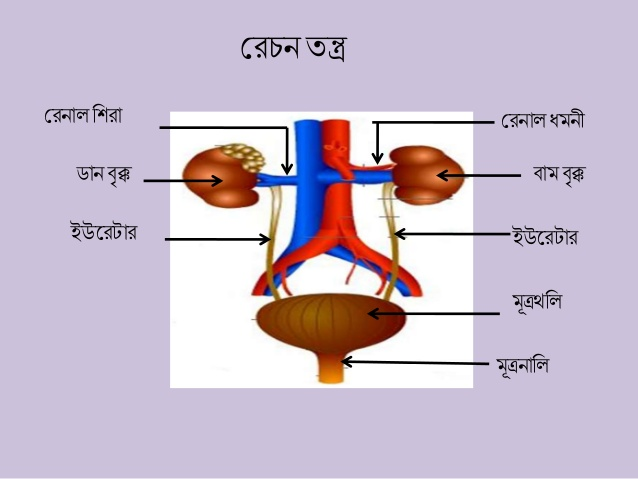 রেচন তন্ত্র
রেনাল শিরা
রেনাল ধমনী
ডান বৃক্ক
বাম বৃক্ক
ইউরেটার
ইউরেটার
মূত্রথলি
মূত্রনালি